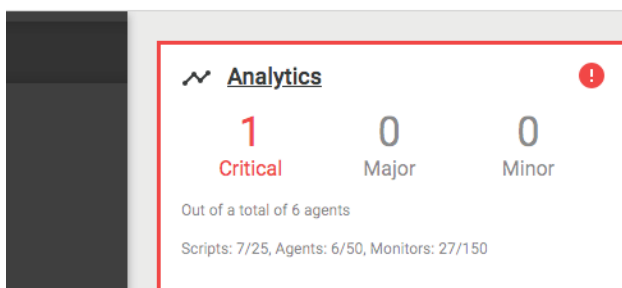 Analytics
1 0 0
Critical Major Minor
Out of a total of 6 agents
Scripts: 7/25, Agents: 6/50, Monitors: 27/150